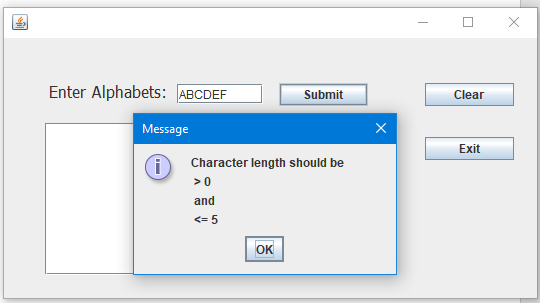 Enter Alphabets: ABCDEF Submit Clear
Message
Character length should be
> 0
and
<= 5
OK
Exit